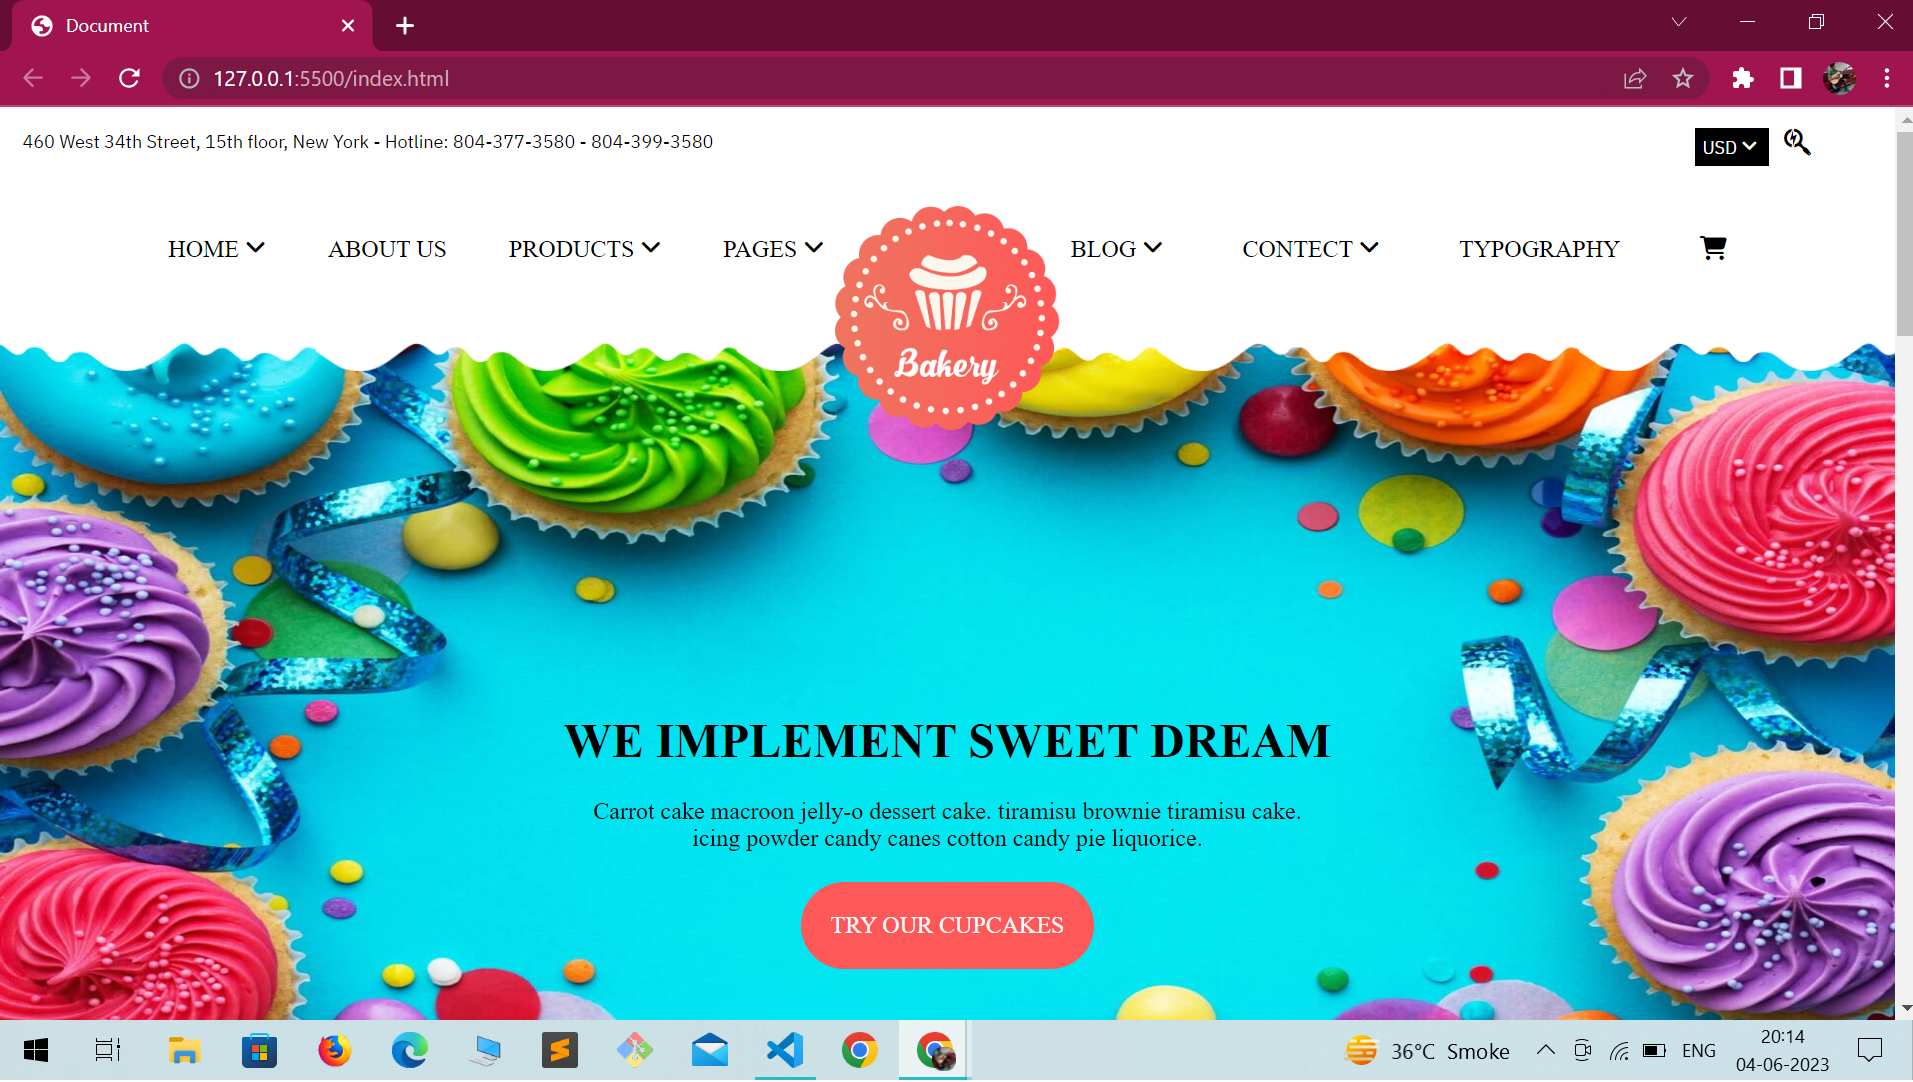 Document
127.0.0.1:5500/index.html
460 West 34th Street, 15th floor, New York - Hotline: 804-377-3580 - 804-399-3580
USD
HOME
ABOUT US
PRODUCTS
PAGES
Bakery
BLOG
CONTECT
TYPOGRAPHY
WE IMPLEMENT SWEET DREAM
Carrot cake macroon jelly-o dessert cake. tiramisu brownie tiramisu cake.
icing powder candy canes cotton candy pie liquorice.
TRY OUR CUPCAKES
36°C Smoke
ENG
20:14
04-06-2023